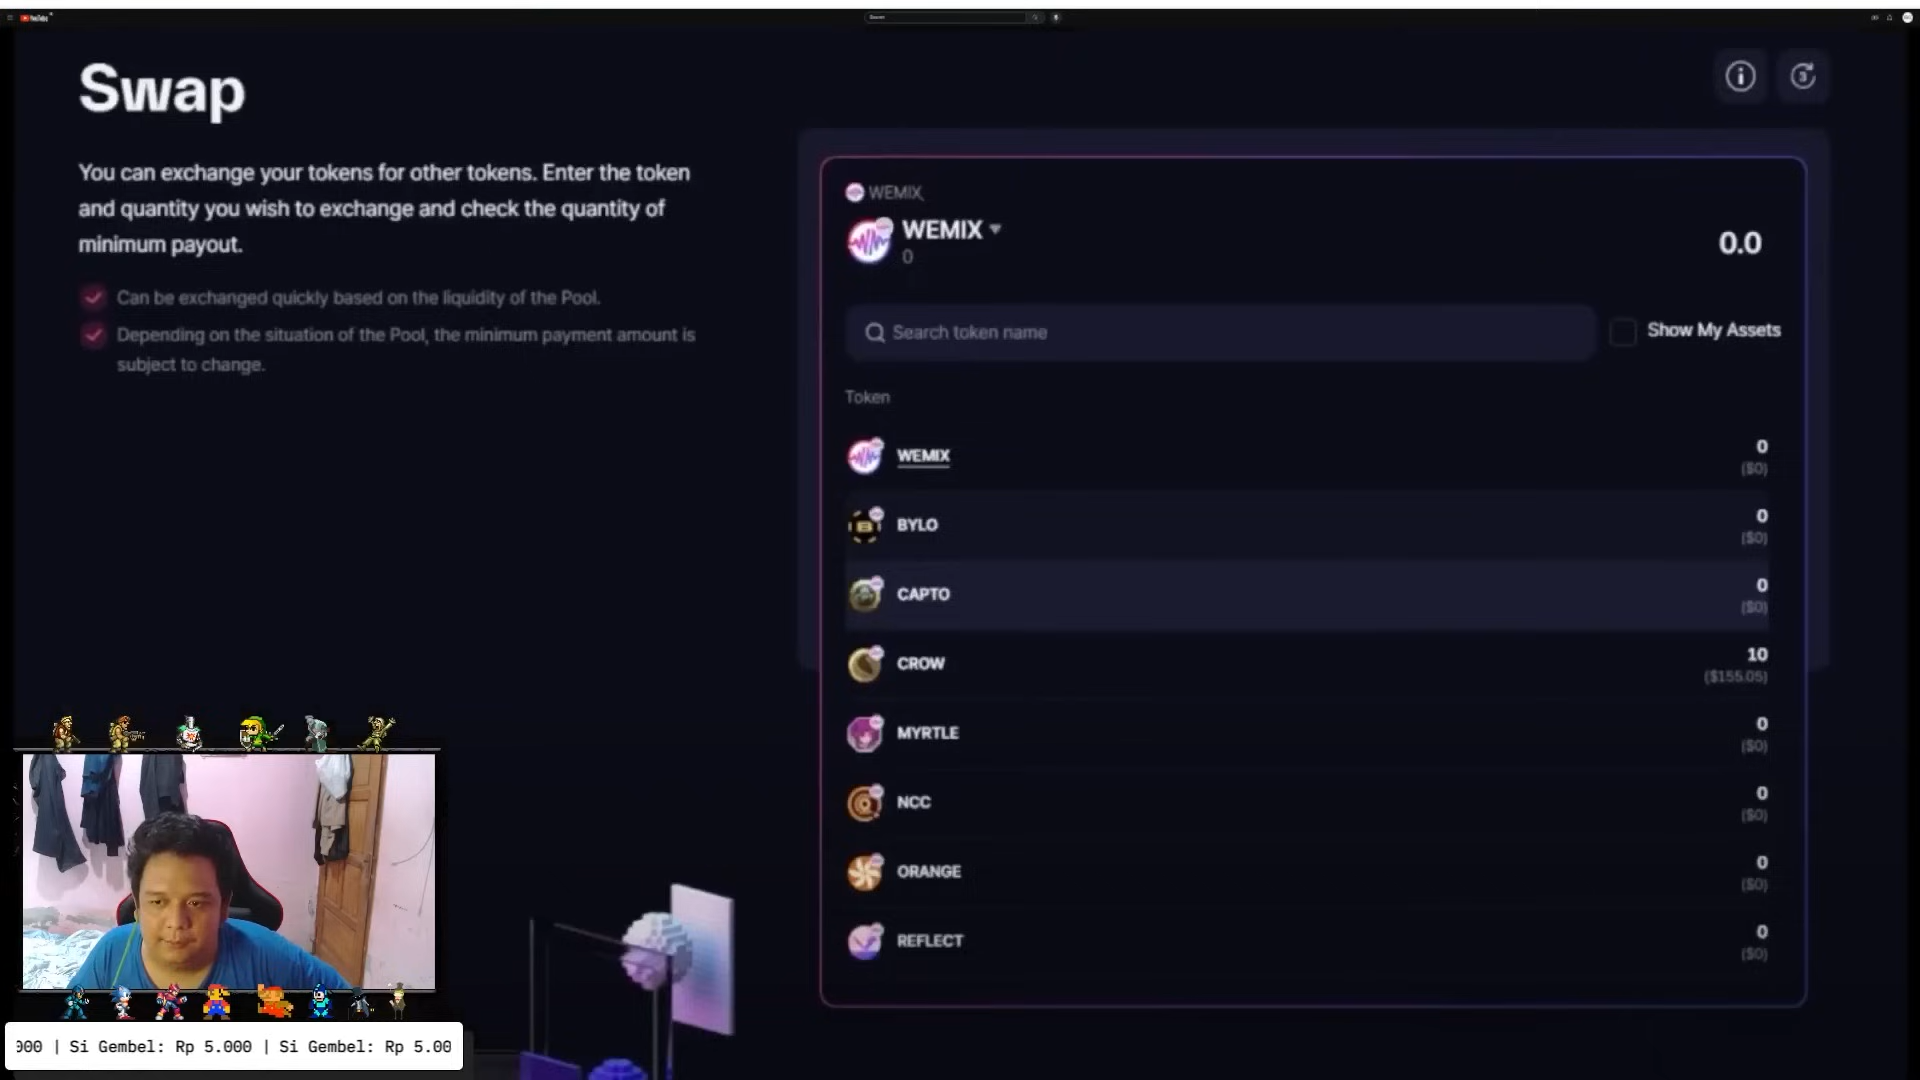 YouTube
Search
Swap
You can exchange your tokens for other tokens. Enter the token
and quantity you wish to exchange and check the quantity of
minimum payout.
Can be exchanged quickly based on the liquidity of the Pool.
Depending on the situation of the Pool, the minimum payment amount is
subject to change.
3
WEMIX
WEMIX
0
0.0
Search token name
Show My Assets
Token
WEMIX
0
($0)
BYLO
0
($0)
CAPTO
0
($0)
CROW
10
($155.05)
MYRTLE
0
($0)
NCC
0
($0)
ORANGE
0
($0)
REFLECT
0
($0)
000 | Si Gembel: Rp 5.000 | Si Gembel: Rp 5.00